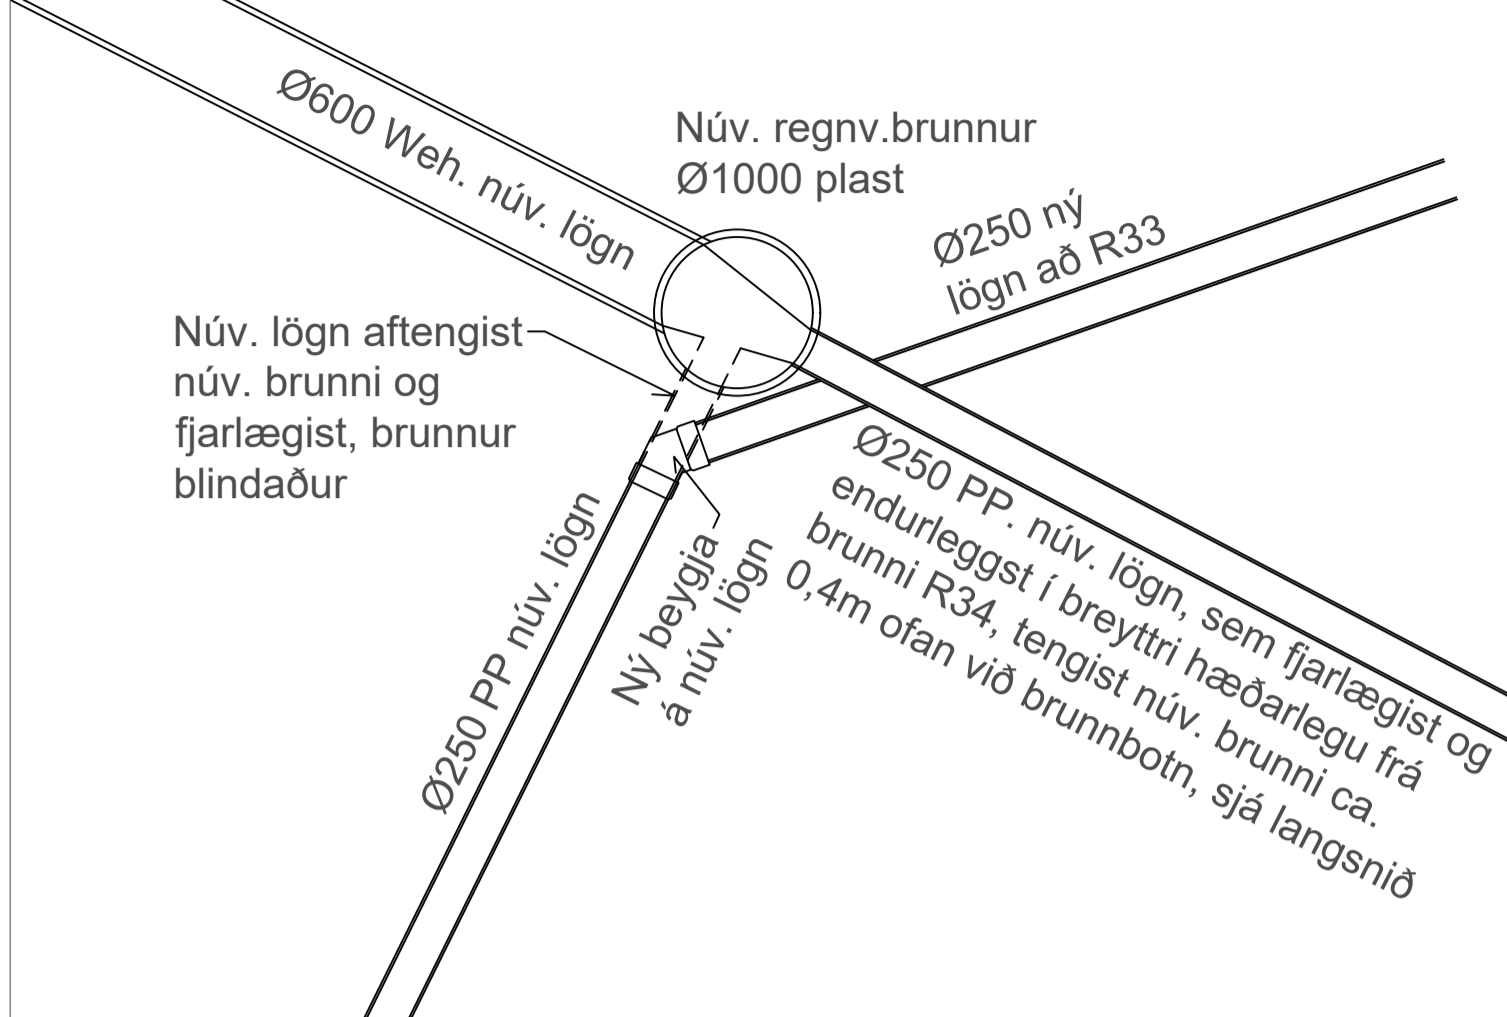 Ø600 Weh. núv. lögn
Núv. regnv.brunnur
Ø1000 plast
Ø250 ný
lögn að R33
Núv. lögn aftengist
núv. brunni og
fjarlægist, brunnur
blindaður
Ø250 PP núv. lögn
Ný beygja
á núv. lögn
Ø250 PP. núv. lögn, sem fjarlægist og
endurleggst í breyttri hæðarlegu frá
brunni R34, tengist núv. brunni ca.
0,4m ofan við brunnbotn, sjá langsnið